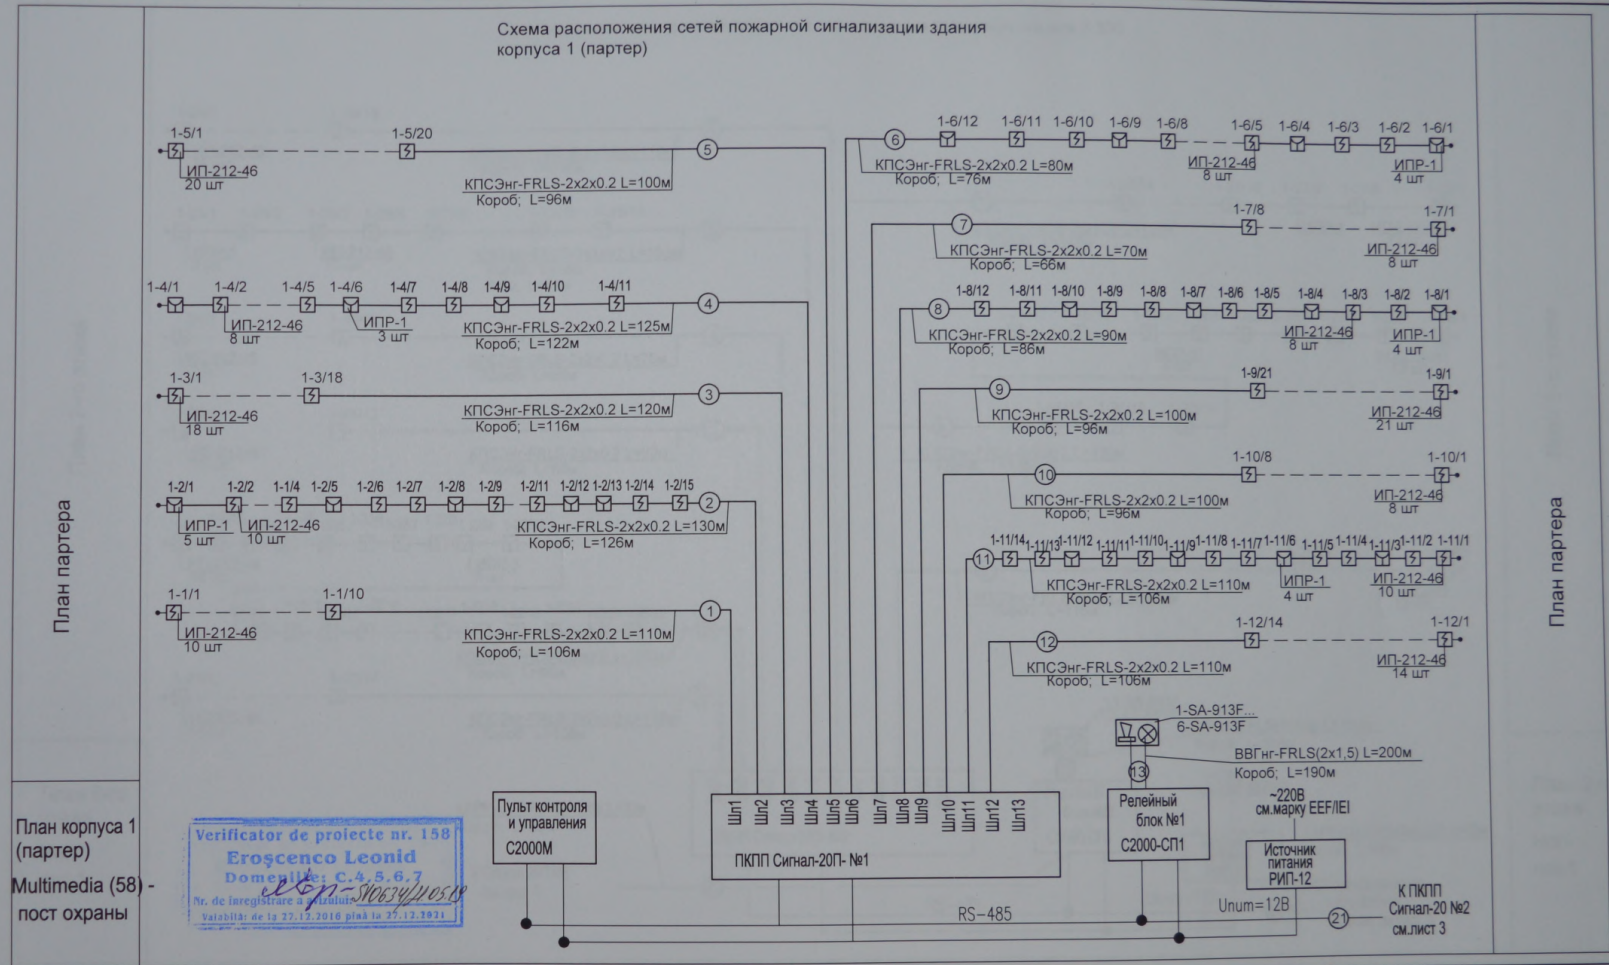 Схема расположения сетей пожарной сигнализации здания
корпуса 1 (партер)
1-5/1
1-5/20
5
ИП-212-46
20 шт
КПСЭнг-FRLS-2x2x0.2 L=100м
Короб; L=96м
1-4/1
1-4/2
1-4/5
1-4/6
1-4/7
1-4/8
1-4/9
1-4/10
1-4/11
4
ИП-212-46
8 шт
ИПР-1
3 шт
КПСЭнг-FRLS-2x2x0.2 L=125м
Короб; L=122м
1-3/1
1-3/18
3
ИП-212-46
18 шт
КПСЭнг-FRLS-2x2x0.2 L=120м
Короб; L=116м
1-2/1
1-2/2
1-1/4
1-2/5
1-2/6
1-2/7
1-2/8
1-2/9
1-2/11
1-2/12
1-2/13
1-2/14
1-2/15
2
ИПР-1
5 шт
ИП-212-46
10 шт
КПСЭнг-FRLS-2x2x0.2 L=130м
Короб; L=126м
1-1/1
1-1/10
1
ИП-212-46
10 шт
КПСЭнг-FRLS-2x2x0.2 L=110м
Короб; L=106м
6
1-6/12
1-6/11
1-6/10
1-6/9
1-6/8
1-6/5
1-6/4
1-6/3
1-6/2
1-6/1
КПСЭнг-FRLS-2x2x0.2 L=80м
Короб; L=76м
ИП-212-46
8 шт
ИПР-1
4 шт
7
1-7/8
1-7/1
КПСЭнг-FRLS-2x2x0.2 L=70м
Короб; L=66м
ИП-212-46
8 шт
8
1-8/12
1-8/11
1-8/10
1-8/9
1-8/8
1-8/7
1-8/6
1-8/5
1-8/4
1-8/3
1-8/2
1-8/1
КПСЭнг-FRLS-2x2x0.2 L=90м
Короб; L=86м
ИП-212-46
8 шт
ИПР-1
4 шт
9
1-9/21
1-9/1
КПСЭнг-FRLS-2x2x0.2 L=100м
Короб; L=96м
ИП-212-46
21 шт
10
1-10/8
1-10/1
КПСЭнг-FRLS-2x2x0.2 L=100м
Короб; L=96м
ИП-212-46
8 шт
11
1-11/14
1-11/13
1-11/12
1-11/11
1-11/10
1-11/9
1-11/8
1-11/7
1-11/6
1-11/5
1-11/4
1-11/3
1-11/2
1-11/1
КПСЭнг-FRLS-2x2x0.2 L=110м
Короб; L=106м
ИПР-1
4 шт
ИП-212-46
10 шт
12
1-12/14
1-12/1
КПСЭнг-FRLS-2x2x0.2 L=110м
Короб; L=106м
ИП-212-46
14 шт
1-SA-913F...
6-SA-913F
13
ВВГнг-FRLS(2x1,5) L=200м
Короб; L=190м
~220В
см.марку EEF/IEI
Пульт контроля
и управления
С2000М
Шл1
Шл2
Шл3
Шл4
Шл5
Шл6
Шл7
Шл8
Шл9
Шл10
Шл11
Шл12
Шл13
ПКПП Сигнал-20П- №1
Релейный
блок №1
С2000-СП1
Источник
питания
РИП-12
RS-485
Uпит=12В
21
К ПКПП
Сигнал-20 №2
см.лист 3
План партера
План партера
План корпуса 1
(партер)
Multimedia (58) -
пост охраны
Verificator de proiecte nr. 158
Eroşcenco Leonid
Domeniile: C.4,5,6,7
Nr. de înregistrare a avizului:
Valabilă: de la 27.12.2016 pînă la 27.12.2021